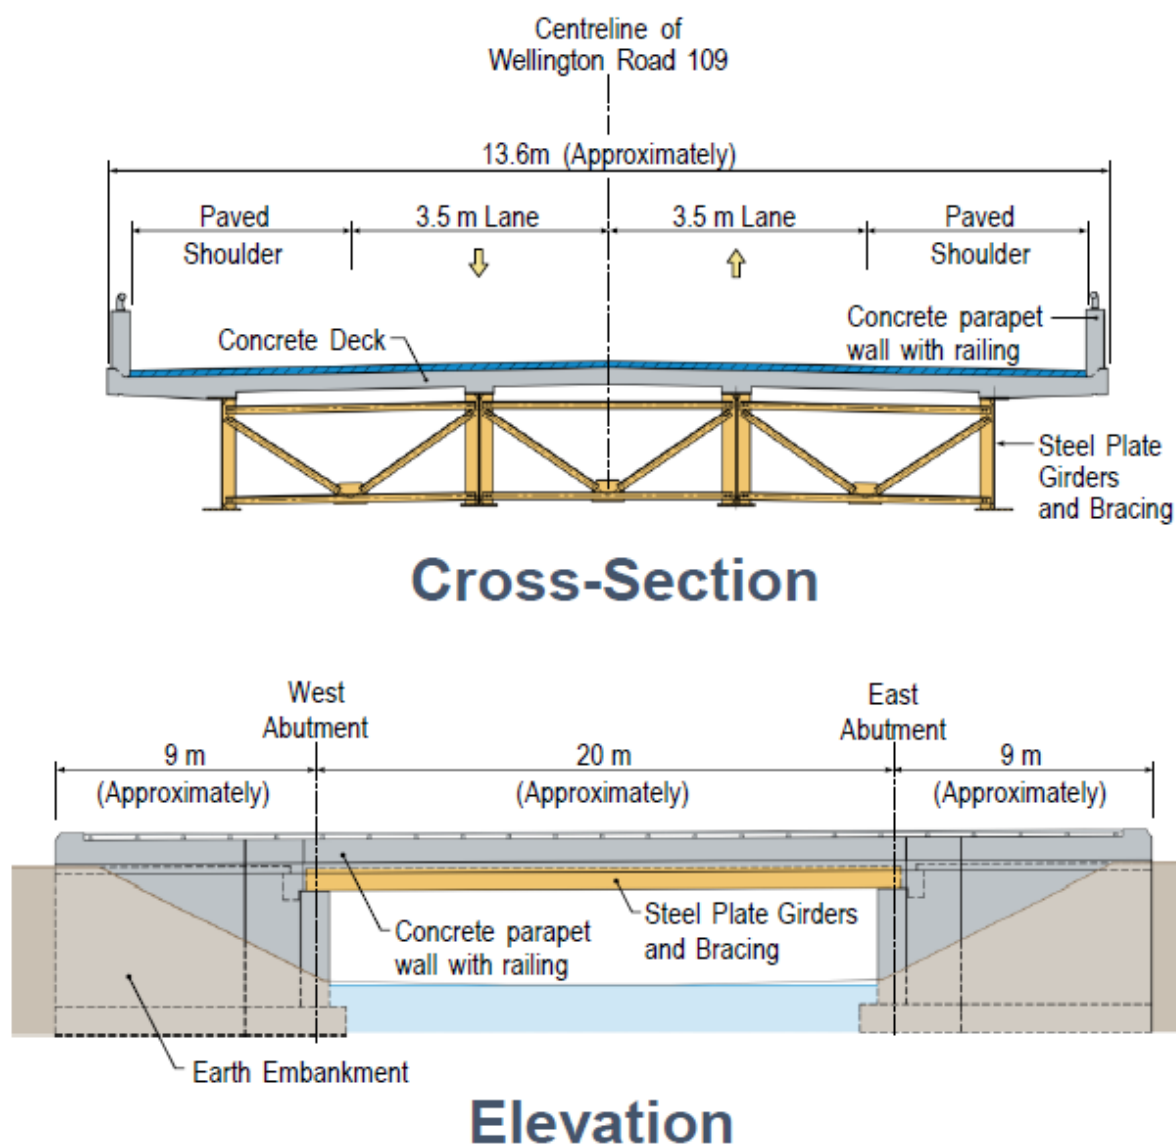 Centreline of
Wellington Road 109
13.6m (Approximately)
Paved
Shoulder
3.5 m Lane
3.5 m Lane
Paved
Shoulder
Concrete Deck
Concrete parapet
wall with railing
Steel Plate
Girders
and Bracing
Cross-Section
West
Abutment
East
Abutment
9 m
(Approximately)
20 m
(Approximately)
9 m
(Approximately)
Concrete parapet
wall with railing
Steel Plate Girders
and Bracing
Earth Embankment
Elevation